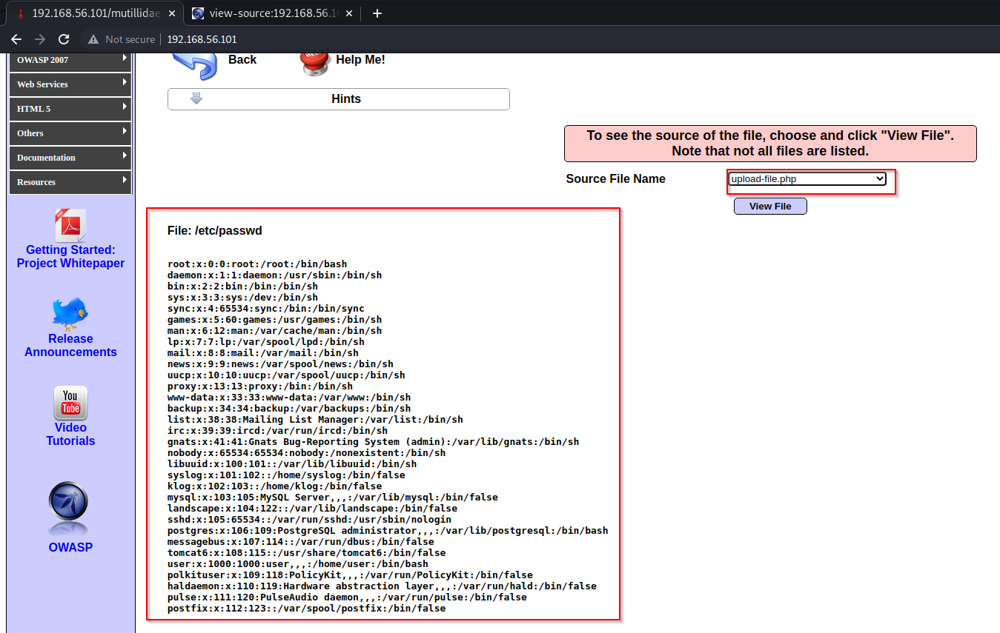 192.168.56.101/mutillidae
view-source:192.168.56.10
Not secure
192.168.56.101
OWASP 2007
Web Services
HTML 5
Others
Documentation
Resources
Getting Started:
Project Whitepaper
Release
Announcements
You
Tube
Video
Tutorials
OWASP
Back
Help Me!
Hints
To see the source of the file, choose and click "View File".
Note that not all files are listed.
Source File Name
upload-file.php
View File
File: /etc/passwd
root:x:0:0:root:/root:/bin/bash
daemon:x:1:1:daemon:/usr/sbin:/bin/sh
bin:x:2:2:bin:/bin:/bin/sh
sys:x:3:3:sys:/dev:/bin/sh
sync:x:4:65534:sync:/bin:/bin/sync
games:x:5:60:games:/usr/games:/bin/sh
man:x:6:12:man:/var/cache/man:/bin/sh
lp:x:7:7:lp:/var/spool/lpd:/bin/sh
mail:x:8:8:mail:/var/mail:/bin/sh
news:x:9:9:news:/var/spool/news:/bin/sh
uucp:x:10:10:uucp:/var/spool/uucp:/bin/sh
proxy:x:13:13:proxy:/bin:/bin/sh
www-data:x:33:33:www-data:/var/www:/bin/sh
backup:x:34:34:backup:/var/backups:/bin/sh
list:x:38:38:Mailing List Manager:/var/list:/bin/sh
irc:x:39:39:ircd:/var/run/ircd:/bin/sh
gnats:x:41:41:Gnats Bug-Reporting System (admin):/var/lib/gnats:/bin/sh
nobody:x:65534:65534:nobody:/nonexistent:/bin/sh
libuuid:x:100:101::/var/lib/libuuid:/bin/sh
syslog:x:101:102::/home/syslog:/bin/false
klog:x:102:103::/home/klog:/bin/false
mysql:x:103:105:MySQL Server,,,:/var/lib/mysql:/bin/false
landscape:x:104:122::/var/lib/landscape:/bin/false
sshd:x:105:65534::/var/run/sshd:/usr/sbin/nologin
postgres:x:106:109:PostgreSQL administrator,,,:/var/lib/postgresql:/bin/bash
messagebus:x:107:114::/var/run/dbus:/bin/false
tomcat6:x:108:115::/usr/share/tomcat6:/bin/false
user:x:1000:1000:user,,,:/home/user:/bin/bash
polkituser:x:109:118:PolicyKit,,,:/var/run/PolicyKit:/bin/false
haldaemon:x:110:119:Hardware abstraction layer,,,:/var/run/hald:/bin/false
pulse:x:111:120:PulseAudio daemon,,,:/var/run/pulse:/bin/false
postfix:x:112:123::/var/spool/postfix:/bin/false